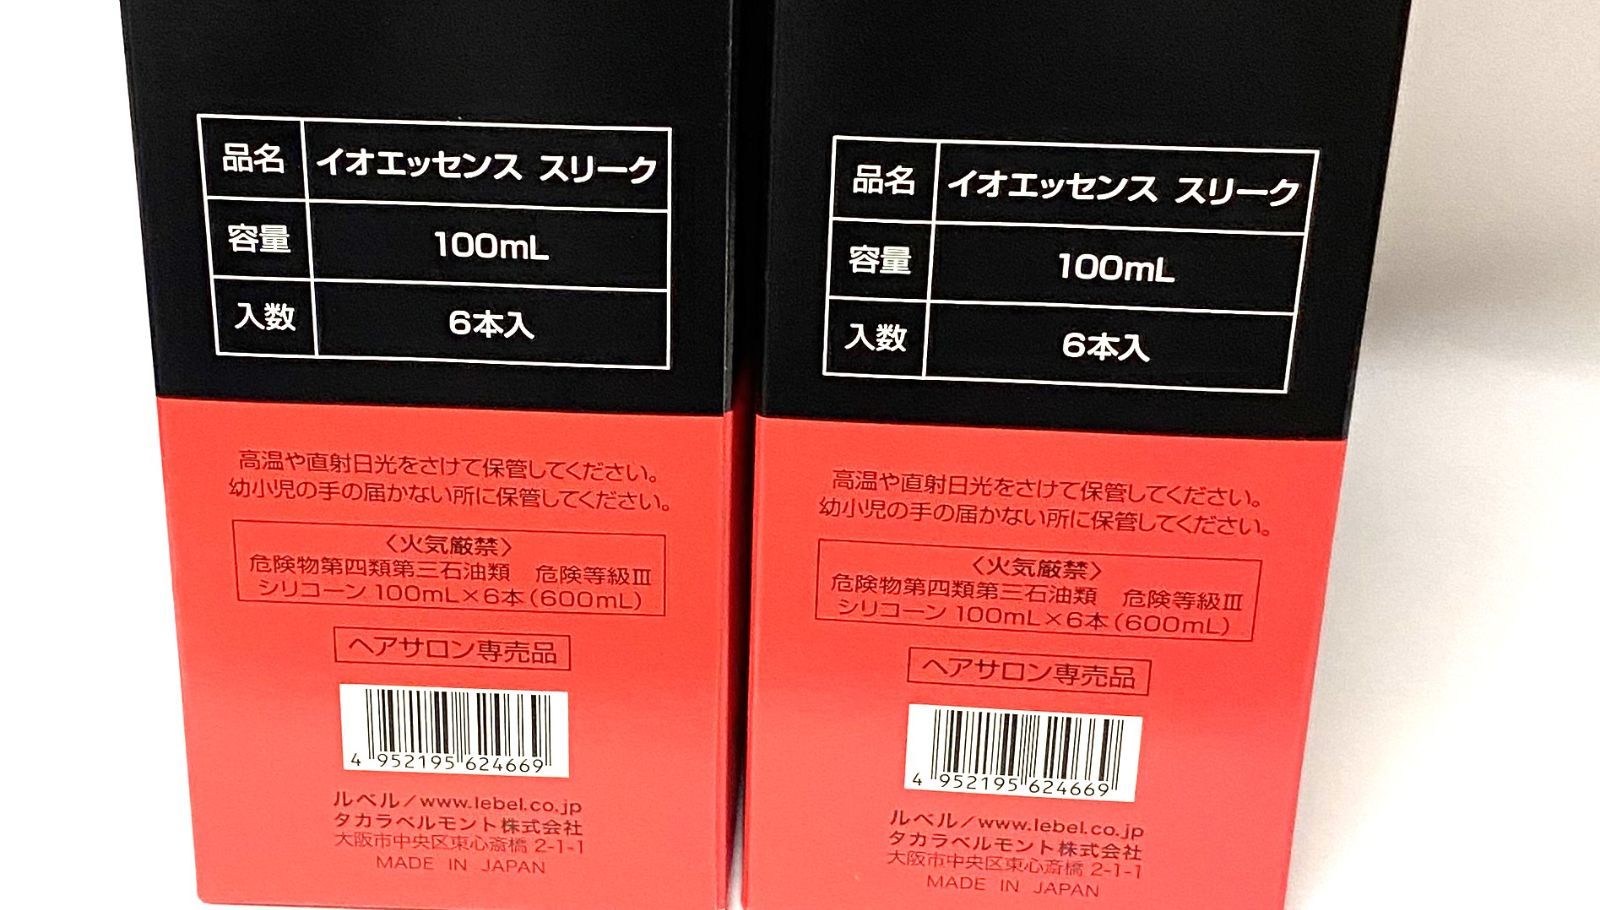 品名 イオエッセンス スリーク
容量 100mL
入数 6本入
高温や直射日光をさけて保管してください。
幼小児の手の届かない所に保管してください。
〈火気厳禁〉
危険物第四類第三石油類 危険等級Ⅲ
シリコーン 100mL×6本(600mL)
ヘアサロン専売品
4 952195 624669
ルベル/www.lebel.co.jp
タカラベルモント株式会社
大阪市中央区東心斎橋 2-1-1
MADE IN JAPAN
品名 イオエッセンス スリーク
容量 100mL
入数 6本入
高温や直射日光をさけて保管してください。
幼小児の手の届かない所に保管してください。
〈火気厳禁〉
危険物第四類第三石油類 危険等級Ⅲ
シリコーン 100mL×6本(600mL)
ヘアサロン専売品
4 952195 624669
ルベル/www.lebel.co.jp
タカラベルモント株式会社
大阪市中央区東心斎橋 2-1-1
MADE IN JAPAN